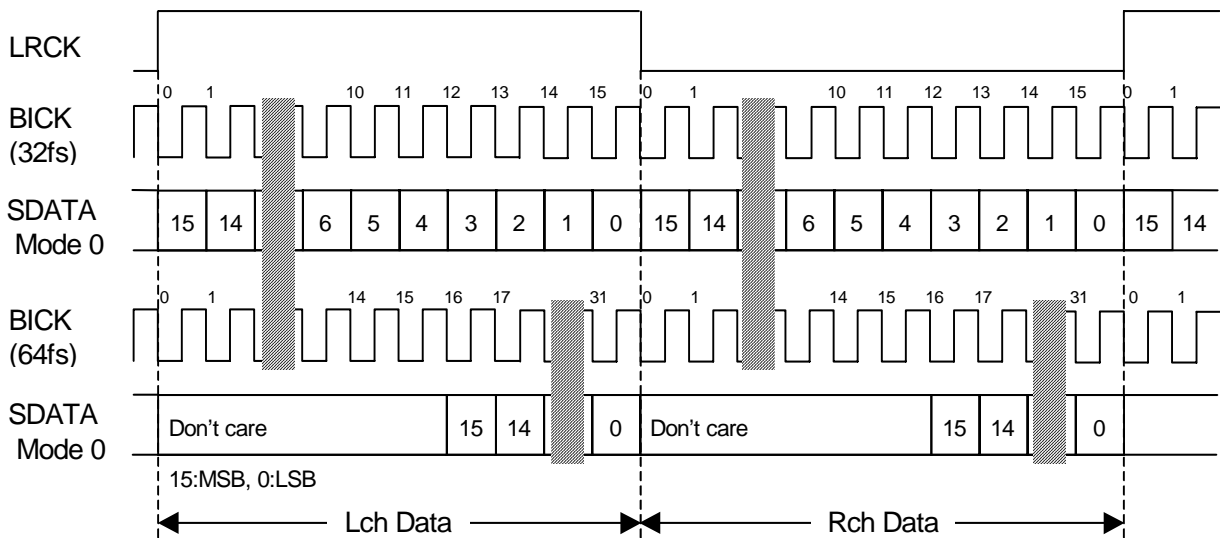 LRCK
0 1 10 11 12 13 14 15 0 1 10 11 12 13 14 15 0 1
BICK
(32fs)
SDATA
Mode 0
15 14 6 5 4 3 2 1 0 15 14 6 5 4 3 2 1 0 15 14
0 1 14 15 16 17 31 0 1 14 15 16 17 31 0 1
BICK
(64fs)
SDATA
Mode 0
Don't care 15 14 0 Don't care 15 14 0
15:MSB, 0:LSB
Lch Data Rch Data